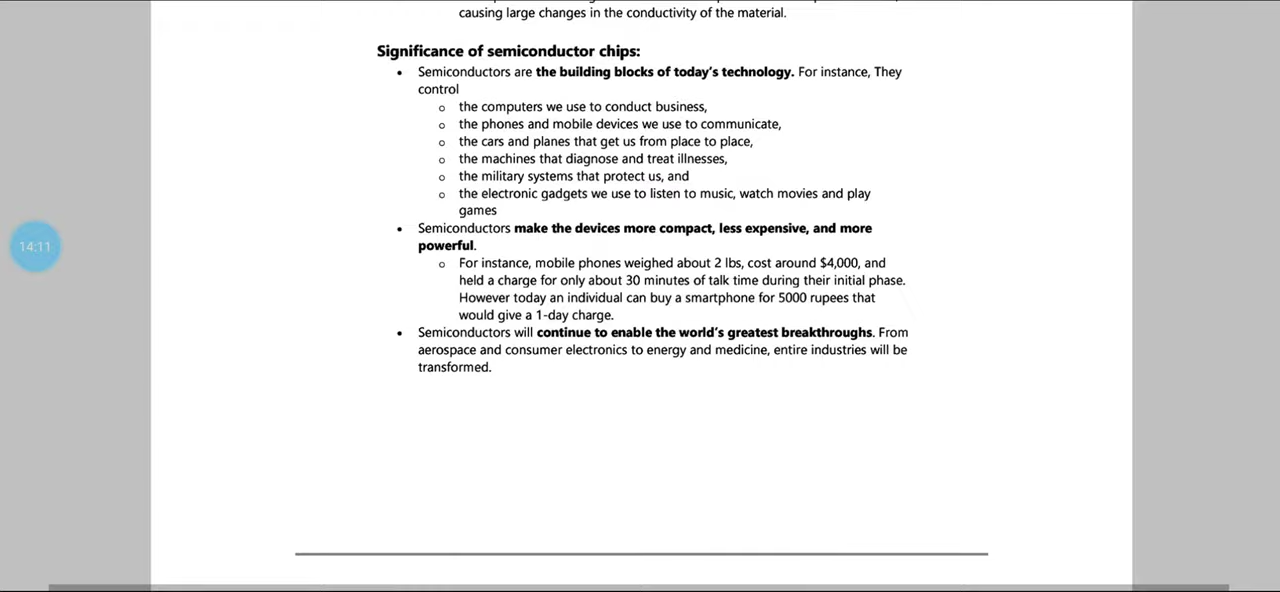 causing large changes in the conductivity of the material.
Significance of semiconductor chips:
• Semiconductors are the building blocks of today's technology. For instance, They
control
o the computers we use to conduct business,
o the phones and mobile devices we use to communicate,
o the cars and planes that get us from place to place,
o the machines that diagnose and treat illnesses,
o the military systems that protect us, and
o the electronic gadgets we use to listen to music, watch movies and play
games
• Semiconductors make the devices more compact, less expensive, and more
powerful.
o For instance, mobile phones weighed about 2 lbs, cost around $4,000, and
held a charge for only about 30 minutes of talk time during their initial phase.
However today an individual can buy a smartphone for 5000 rupees that
would give a 1-day charge.
• Semiconductors will continue to enable the world's greatest breakthroughs. From
aerospace and consumer electronics to energy and medicine, entire industries will be
transformed.
14:11